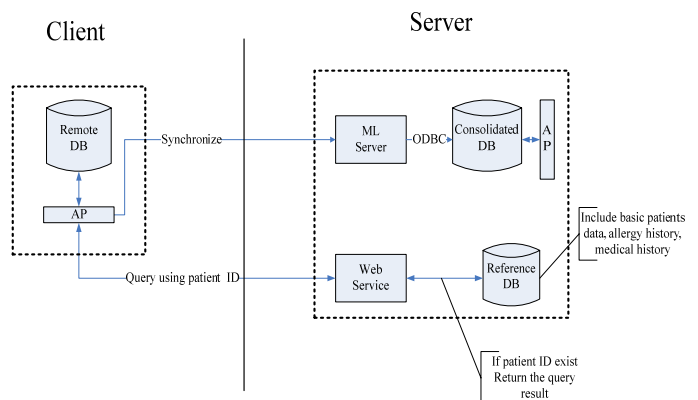 Client
Server
Remote
DB
AP
Synchronize
ML
Server
ODBC
Consolidated
DB
A
P
Query using patient ID
Web
Service
Reference
DB
Include basic patients
data, allergy history,
medical history
If patient ID exist
Return the query
result